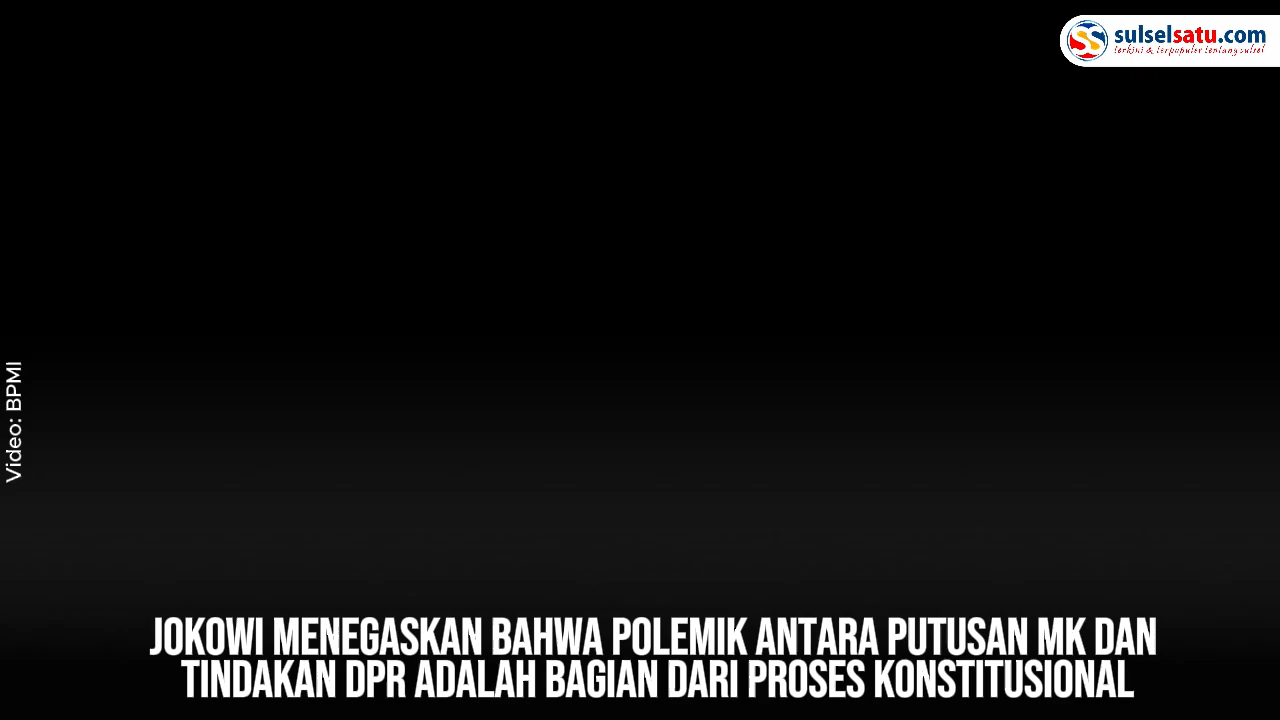 sulselsatu.com
terkini & terpopuler tentang sulsel
Video: BPMI
JOKOWI MENEGASKAN BAHWA POLEMIK ANTARA PUTUSAN MK DAN
TINDAKAN DPR ADALAH BAGIAN DARI PROSES KONSTITUSIONAL